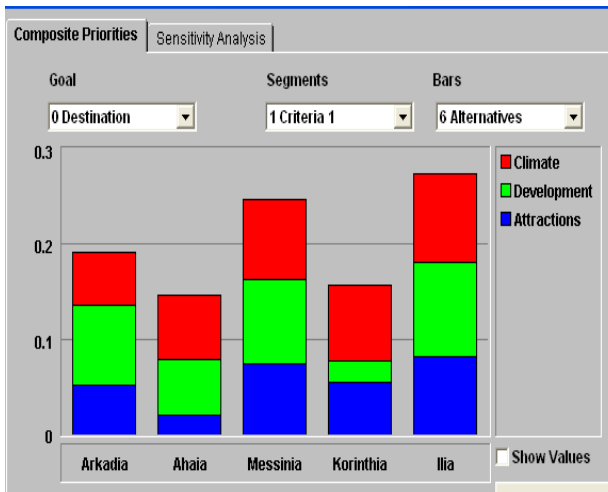 Composite Priorities Sensitivity Analysis
Goal Segments Bars
0 Destination 1 Criteria 1 6 Alternatives
0.3
0.2
0.1
0
Climate
Development
Attractions
Arkadia Ahaia Messinia Korinthia Ilia
Show Values